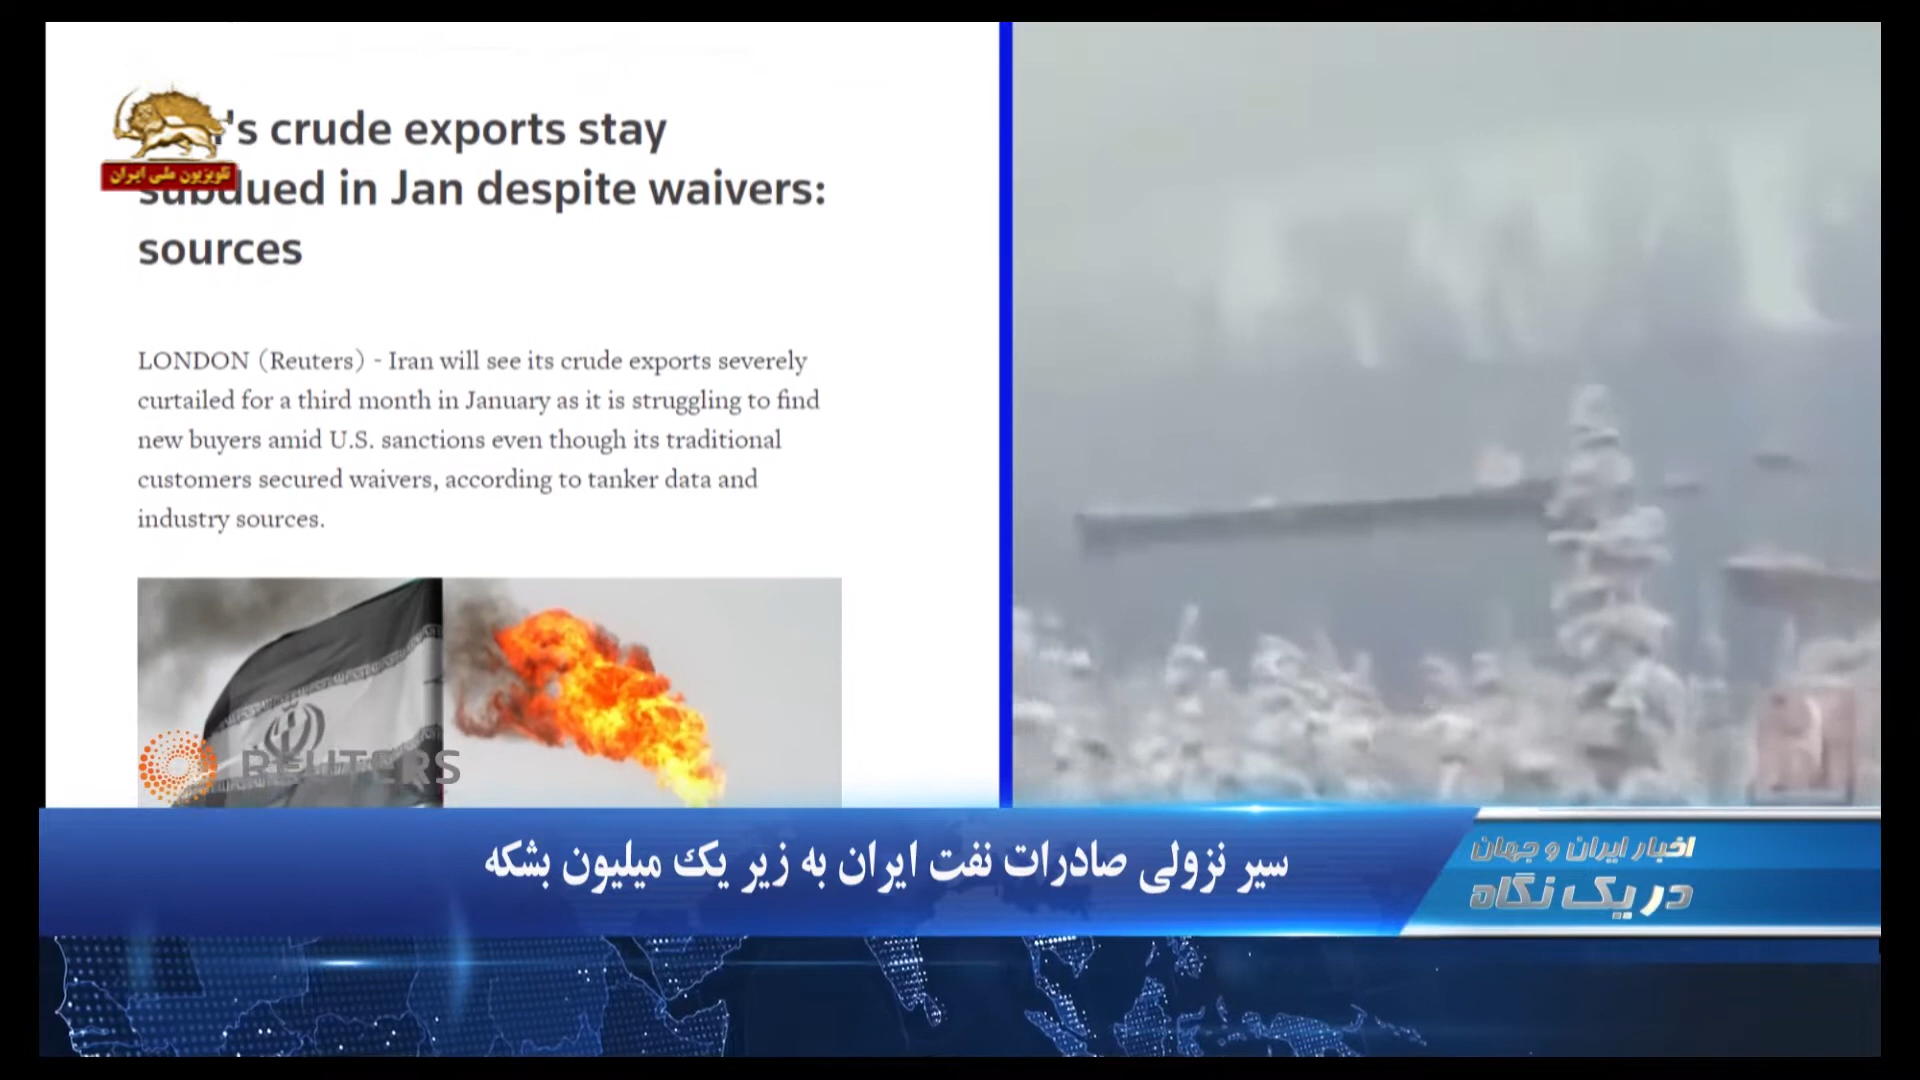 's crude exports stay
subdued in Jan despite waivers:
sources
تلویزیون ملی ایران
LONDON (Reuters) - Iran will see its crude exports severely
curtailed for a third month in January as it is struggling to find
new buyers amid U.S. sanctions even though its traditional
customers secured waivers, according to tanker data and
industry sources.
REUTERS
سیر نزولی صادرات نفت ایران به زیر یک میلیون بشکه
اخبار ایران و جهان
در یک نگاه